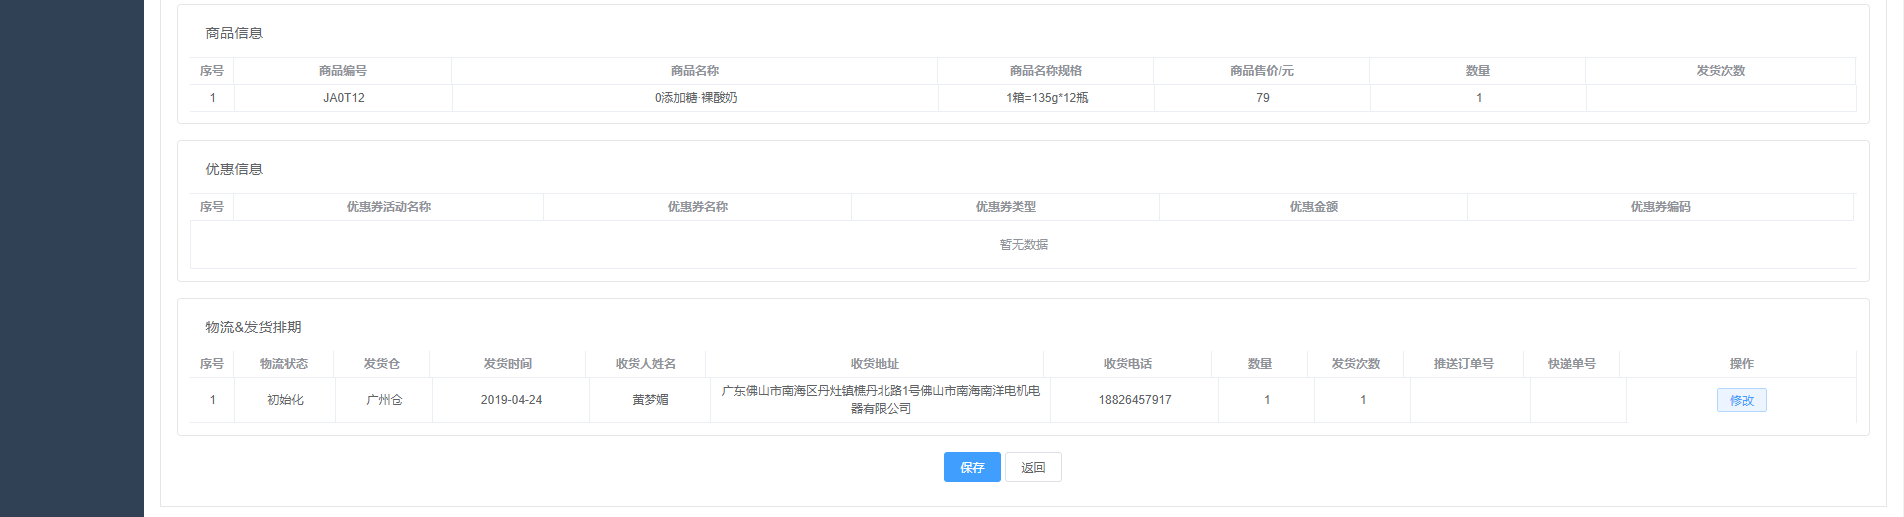 商品信息
序号 商品编号 商品名称 商品名称规格 商品售价/元 数量 发货次数
1 JA0T12 0添加糖·裸酸奶 1箱=135g*12瓶 79 1
优惠信息
序号 优惠券活动名称 优惠券名称 优惠券类型 优惠金额 优惠券编码
暂无数据
物流&发货排期
序号 物流状态 发货仓 发货时间 收货人姓名 收货地址 收货电话 数量 发货次数 推送订单号 快递单号 操作
1 初始化 广州仓 2019-04-24 黄梦媚 广东佛山市南海区丹灶镇樵丹北路1号佛山市南海南洋电机电 18826457917 1 1 修改
器有限公司
保存 返回